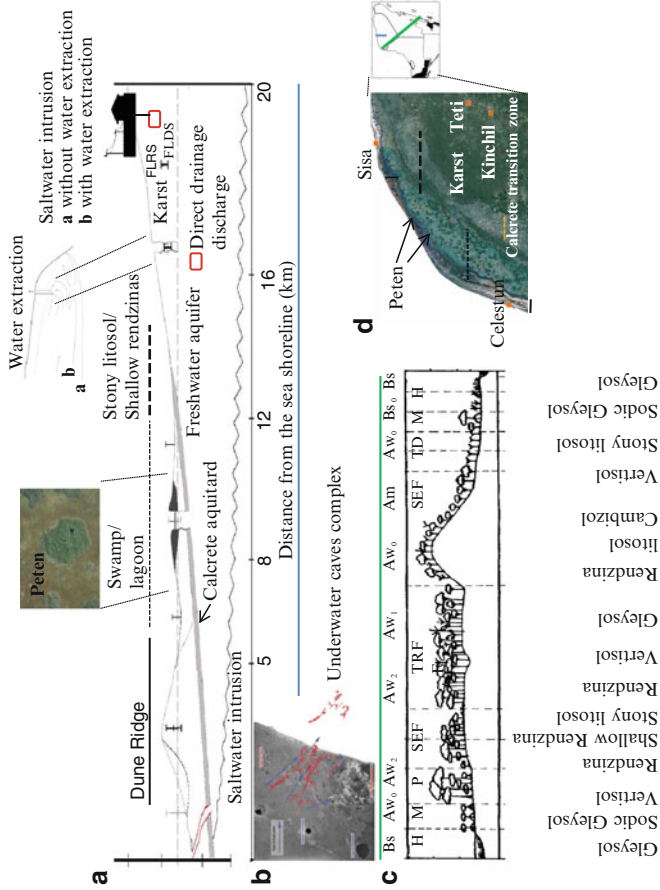 a
Dune Ridge
Peten
Swamp/
lagoon
Stony litosol/
Shallow rendzinas
Water extraction
a
b
Saltwater intrusion
a without water extraction
b with water extraction
FLRS
Karst
FLDS
Direct drainage
discharge
Freshwater aquifer
Calcrete aquitard
Saltwater intrusion
5
8
12
16
20
Distance from the sea shoreline (km)
b
Underwater caves complex
c
Bs Aw0 Aw2 Aw2 Aw1 Aw0 Am Aw0 Bs0 Bs
H M P SEF TRF SEF TD M H
Gleysol
Sodic Gleysol
Vertisol
Rendzina
Shallow Rendzina
Stony litosol
Rendzina
Vertisol
Gleysol
Rendzina
litosol
Cambizol
Vertisol
Stony litosol
Sodic Gleysol
Gleysol
d
Sisa
Peten
Karst
Teti
Kinchil
Calcrete transition zone
Celestun